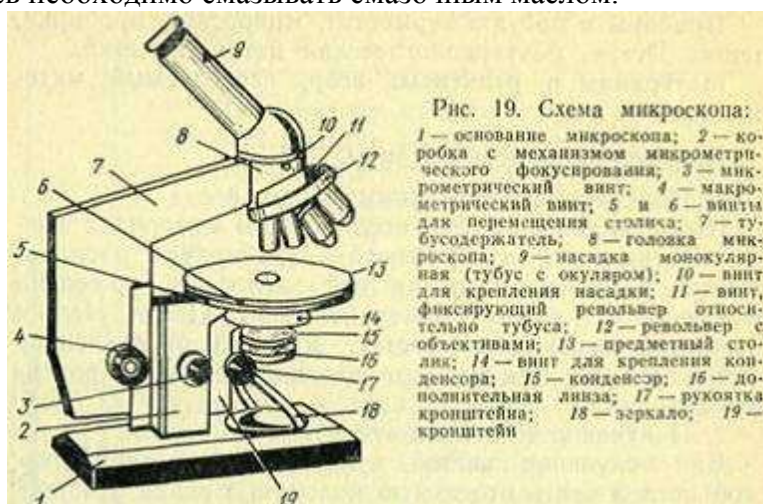 необходимо смазывать смазочным маслом.
Рис. 19. Схема микроскопа:
1 — основание микроскопа; 2 — ко-
робка с механизмом микрометри-
ческого фокусирования; 3 — мик-
рометрический винт; 4 — макро-
метрический винт; 5 и 6 — винты
для перемещения столика; 7 — ту-
бусодержатель; 8 — головка мик-
роскопа; 9 — насадка монокуляр-
ная (тубус с окуляром); 10 — винт
для крепления насадки; 11 — винт,
фиксирующий револьвер относи-
тельно тубуса; 12 — револьвер с
объективами; 13 — предметный сто-
лик; 14 — винт для крепления кон-
денсора; 15 — конденсор; 16 — до-
полнительная линза; 17 — рукоятка
кронштейна; 18 — зеркало; 19 —
кронштейн
9
10
11
8
12
7
6
5
13
14
4
15
16
3
17
2
18
1
19